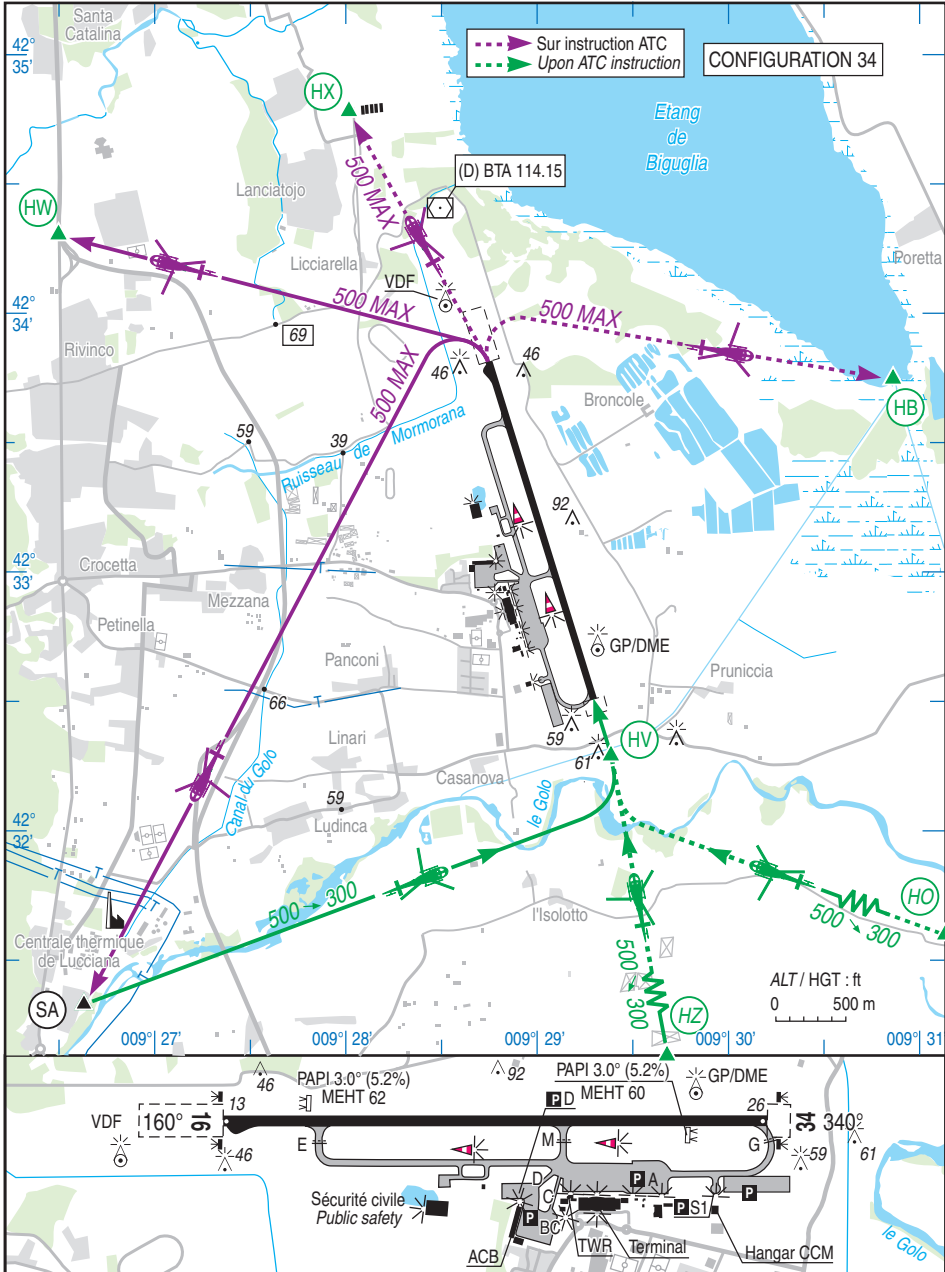 Santa
Catalina
42°
35'
Sur instruction ATC
Upon ATC instruction
CONFIGURATION 34
HX
Etang
de
Biguglia
(D) BTA 114.15
Lanciatojo
500 MAX
HW
Licciarella
VDF
Poretta
42°
34'
500 MAX
500 MAX
69
Rivinco
46
46
500 MAX
Broncole
HB
59
39
Ruisseau de Mormorana
92
42°
33'
Crocetta
Mezzana
Petinella
Panconi
GP/DME
Pruniccia
66
59
HV
61
Linari
Casanova
Canal du Golo
le Golo
59
Ludinca
42°
32'
T
T
T
T
T
T
500 → 300
HO
500 → 300
l'Isolotto
Centrale thermique
de Lucciana
500 → 300
ALT / HGT : ft
0 500 m
SA
HZ
009° 27'
009° 28'
009° 29'
009° 30'
009° 31'
46
PAPI 3.0° (5.2%)
MEHT 62
92
PAPI 3.0° (5.2%)
MEHT 60
GP/DME
P D
13
26
VDF
160°
16
34
340°
E
M
G
46
59
61
D
C
P A
P
Sécurité civile
Public safety
P
P S1
BC
le Golo
ACB
TWR
Terminal
Hangar CCM